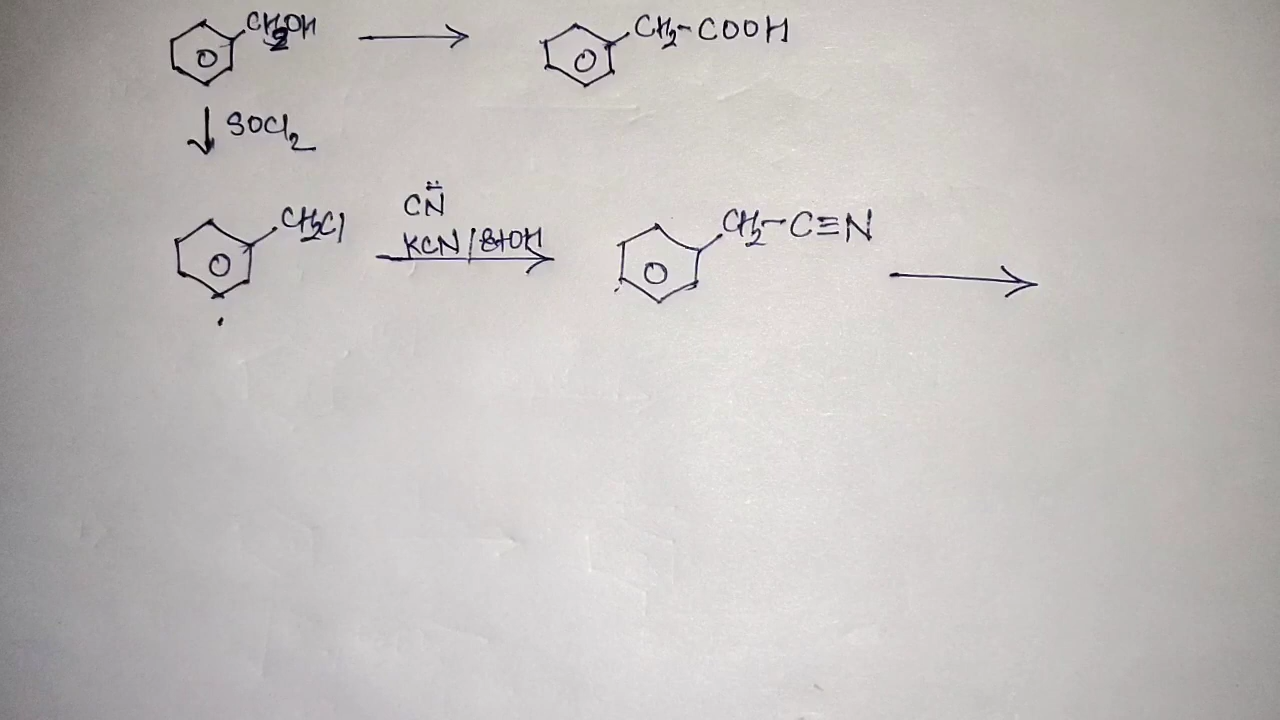 CH₂OH → CH₂-COOH
↓ SOCl₂
CH₂Cl CN̈ KCN/EtOH → CH₂-C≡N →